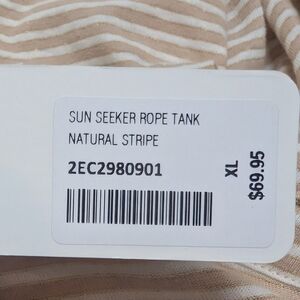 SUN SEEKER ROPE TANK
NATURAL STRIPE
2EC2980901
XL
$69.95